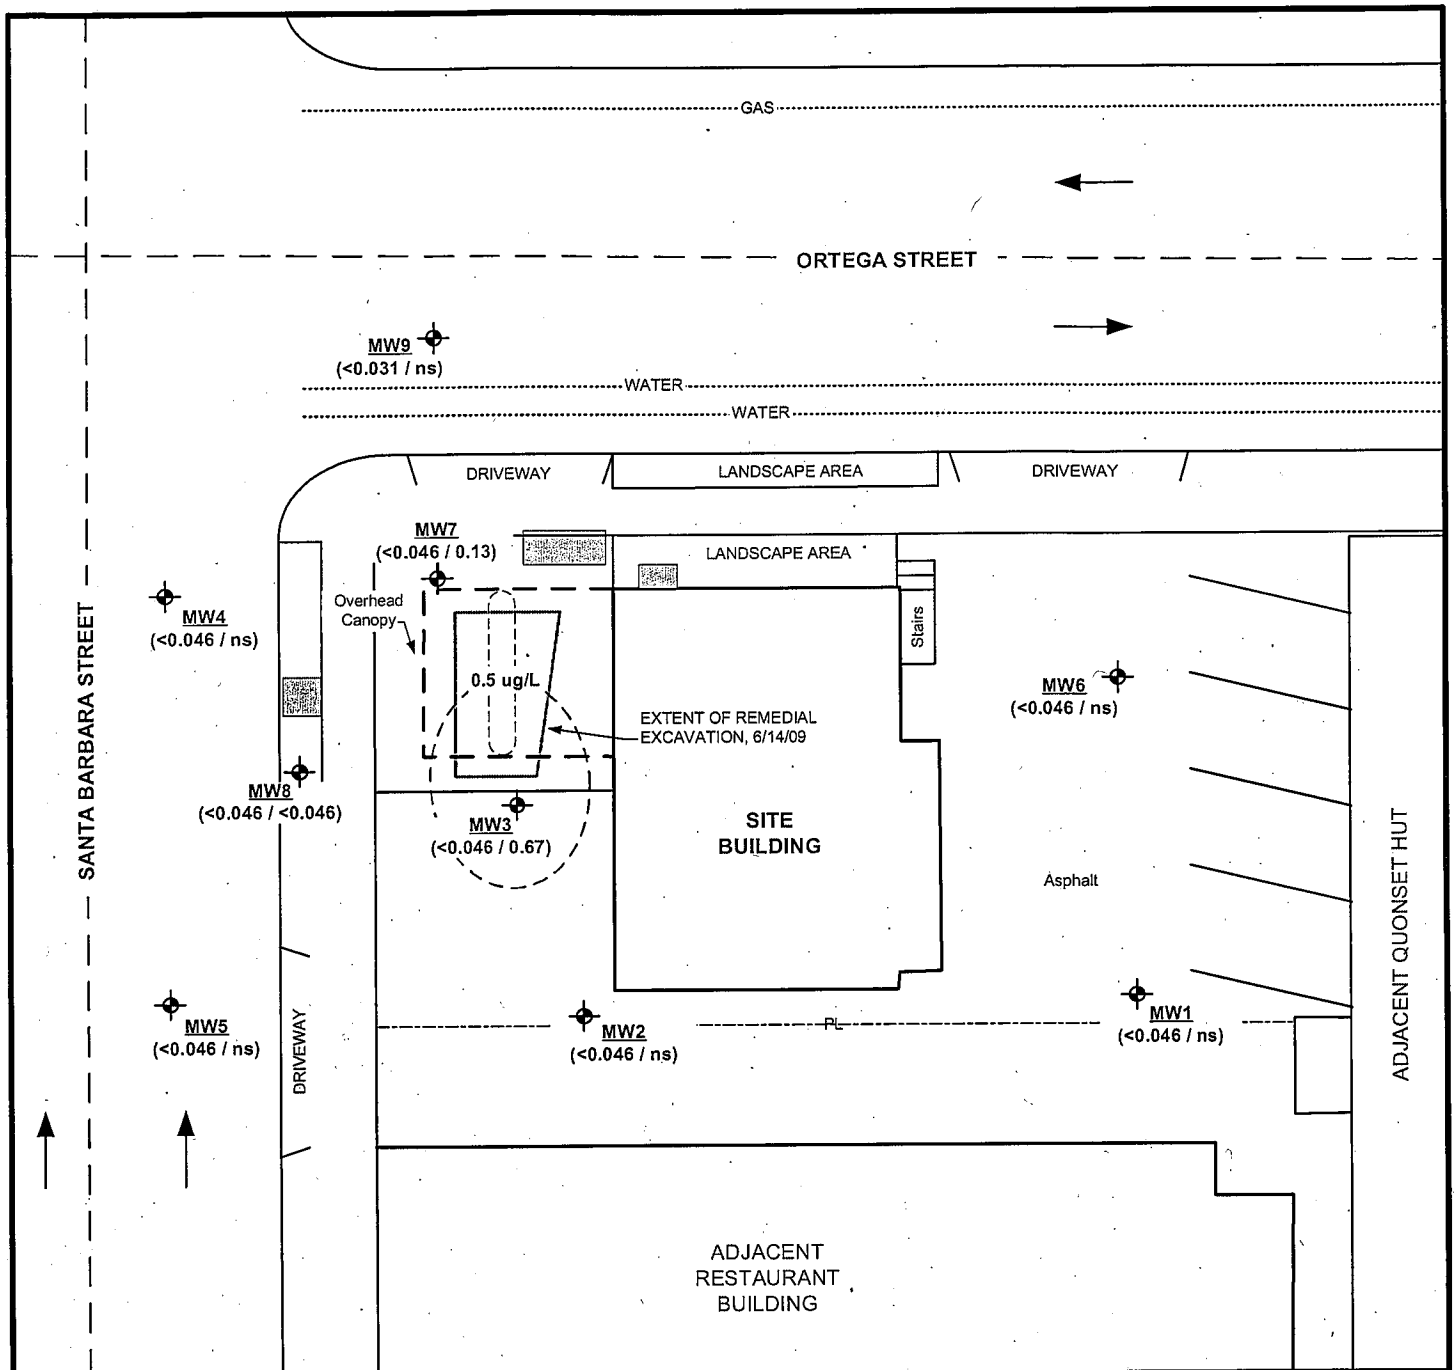 GAS
ORTEGA STREET
MW9
(<0.031 / ns)
WATER
WATER
DRIVEWAY
LANDSCAPE AREA
DRIVEWAY
MW7
(<0.046 / 0.13)
LANDSCAPE AREA
Overhead
Canopy
Stairs
MW4
(<0.046 / ns)
SANTA BARBARA STREET
0.5 ug/L
MW6
(<0.046 / ns)
EXTENT OF REMEDIAL
EXCAVATION, 6/14/09
MW8
(<0.046 / <0.046)
MW3
(<0.046 / 0.67)
SITE
BUILDING
Asphalt
ADJACENT QUONSET HUT
MW5
(<0.046 / ns)
DRIVEWAY
MW2
(<0.046 / ns)
PL
MW1
(<0.046 / ns)
ADJACENT
RESTAURANT
BUILDING